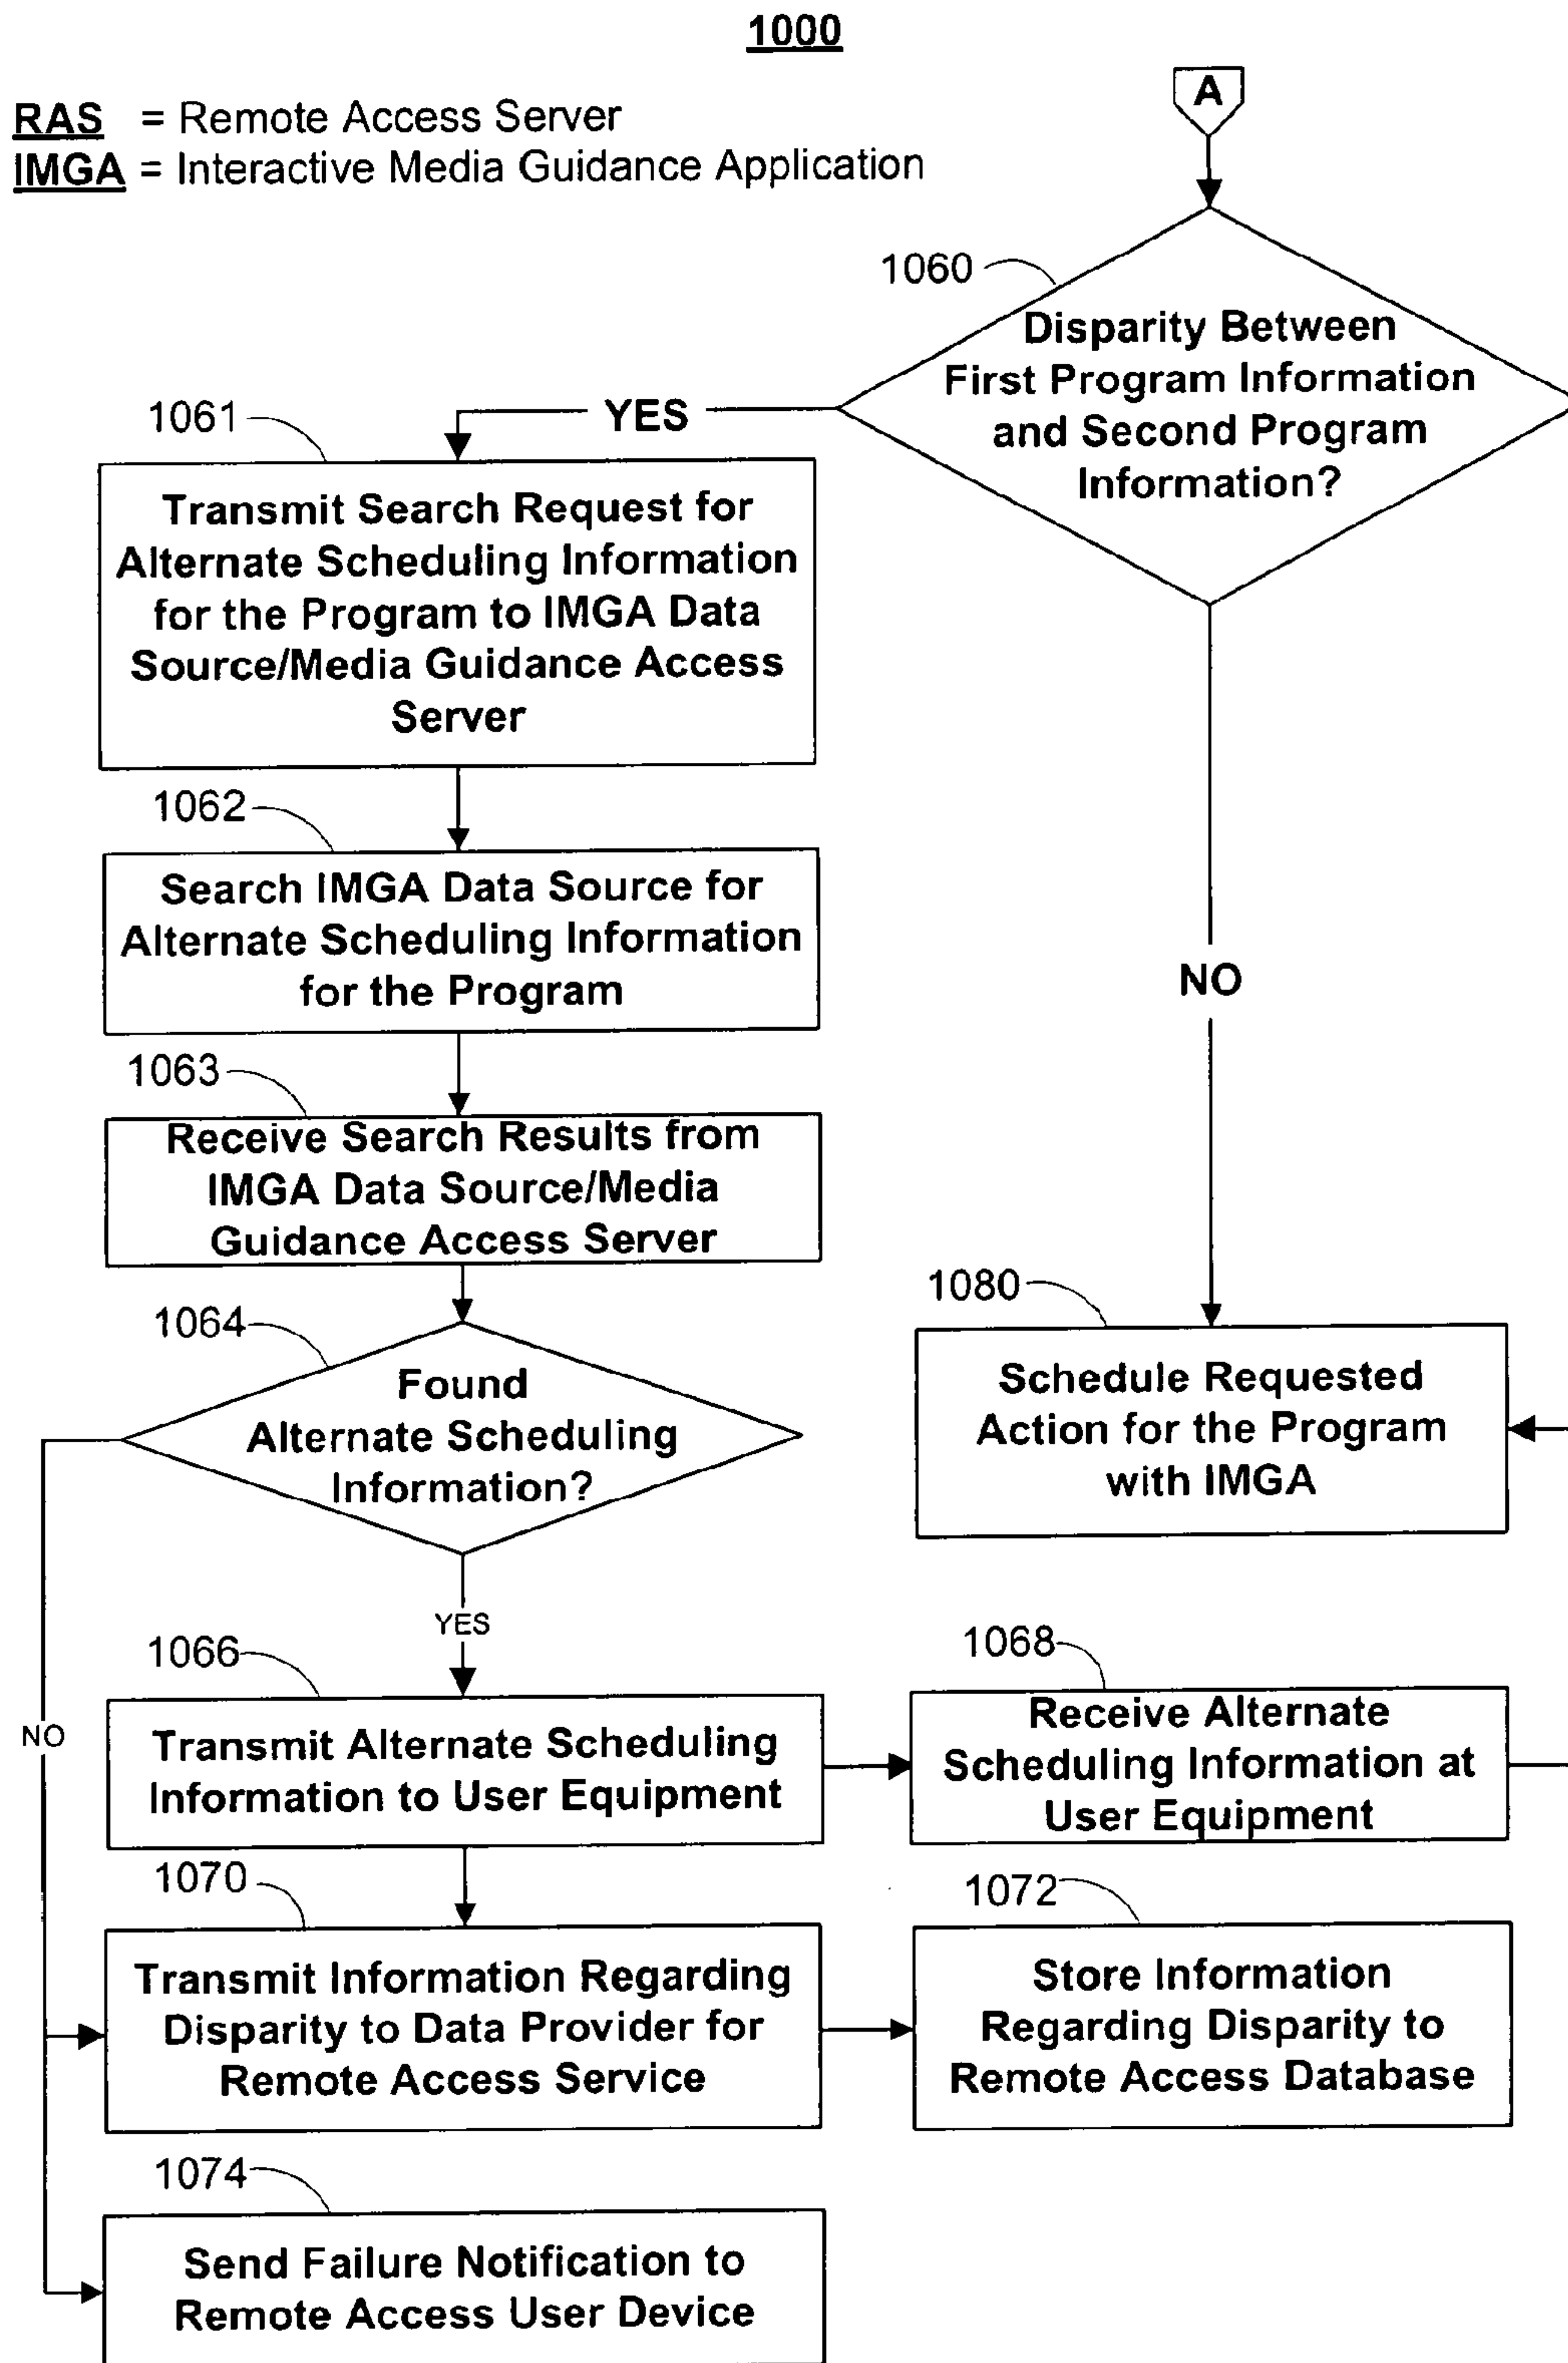 1000
RAS = Remote Access Server
IMGA = Interactive Media Guidance Application
A
1060
Disparity Between
First Program Information
and Second Program
Information?
YES
1061
Transmit Search Request for
Alternate Scheduling Information
for the Program to IMGA Data
Source/Media Guidance Access
Server
1062
Search IMGA Data Source for
Alternate Scheduling Information
for the Program
NO
1063
Receive Search Results from
IMGA Data Source/Media
Guidance Access Server
1064
Found
Alternate Scheduling
Information?
1080
Schedule Requested
Action for the Program
with IMGA
YES
NO
1066
Transmit Alternate Scheduling
Information to User Equipment
1068
Receive Alternate
Scheduling Information at
User Equipment
1070
Transmit Information Regarding
Disparity to Data Provider for
Remote Access Service
1072
Store Information
Regarding Disparity to
Remote Access Database
1074
Send Failure Notification to
Remote Access User Device